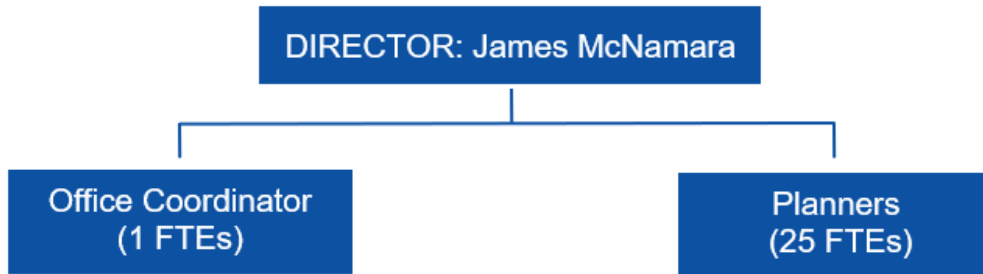 DIRECTOR: James McNamara
Office Coordinator
(1 FTEs)
Planners
(25 FTEs)